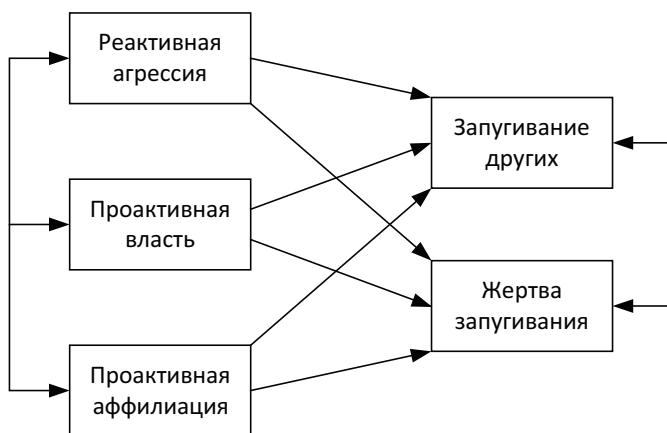 Реактивная
агрессия
Запугивание
других
Проактивная
власть
Жертва
запугивания
Проактивная
аффилиация